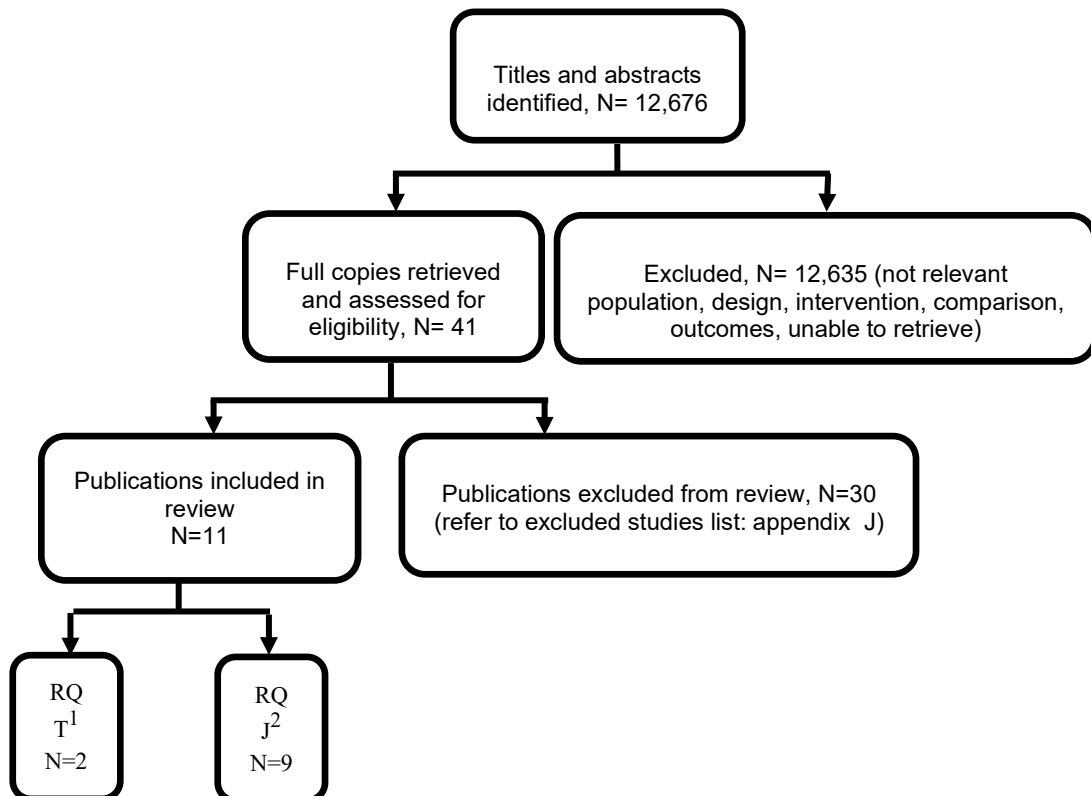 Titles and abstracts
identified, N= 12,676
Full copies retrieved
and assessed for
eligibility, N= 41
Excluded, N= 12,635 (not relevant
population, design, intervention, comparison,
outcomes, unable to retrieve)
Publications included in
review
N=11
Publications excluded from review, N=30
(refer to excluded studies list: appendix J)
RQ
T¹
N=2
RQ
J²
N=9